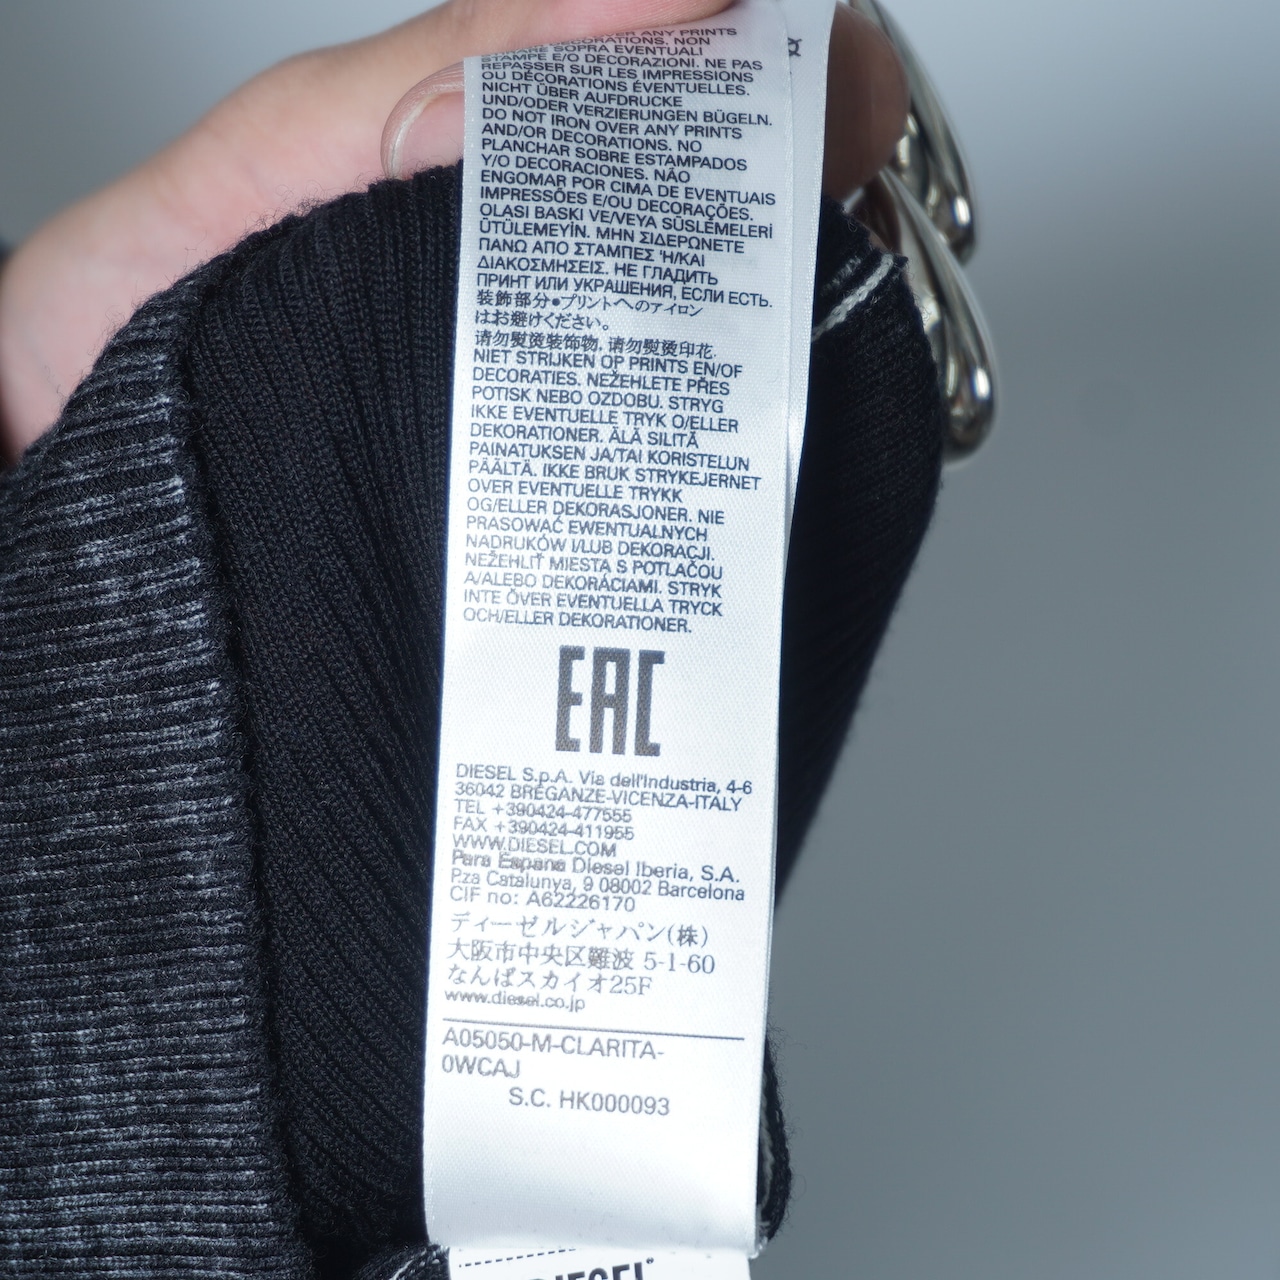 OVER ANY PRINTS
DECORATIONS. NON
SOPRA EVENTUALI
STAMPE E/O DECORAZIONI. NE PAS
REPASSER SUR LES IMPRESSIONS
OU DÉCORATIONS ÉVENTUELLES.
NICHT ÜBER AUFDRUCKE
UND/ODER VERZIERUNGEN BÜGELN.
DO NOT IRON OVER ANY PRINTS
AND/OR DECORATIONS. NO
PLANCHAR SOBRE ESTAMPADOS
Y/O DECORACIONES. NÃO
ENGOMAR POR CIMA DE EVENTUAIS
IMPRESSÕES E/OU DECORAÇÕES.
OLASI BASKI VE/VEYA SÜSLEMELERİ
ÜTÜLEMEYİN. ΜΗΝ ΣΙΔΕΡΩΝΕΤΕ
ΠΑΝΩ ΑΠΟ ΣΤΑΜΠΕΣ 'Η/ΚΑΙ
ΔΙΑΚΟΣΜΗΣΕΙΣ. НЕ ГЛАДИТЬ
ПРИНТ ИЛИ УКРАШЕНИЯ, ЕСЛИ ЕСТЬ.
装飾部分●プリントへのアイロン
はお避けください。
请勿熨烫装饰物, 请勿熨烫印花.
NIET STRIJKEN OP PRINTS EN/OF
DECORATIES. NEŽEHLETE PŘES
POTISK NEBO OZDOBU. STRYG
IKKE EVENTUELLE TRYK O/ELLER
DEKORATIONER. ÄLÄ SILITÄ
PAINATUKSEN JA/TAI KORISTELUN
PÄÄLTÄ. IKKE BRUK STRYKEJERNET
OVER EVENTUELLE TRYKK
OG/ELLER DEKORASJONER. NIE
PRASOWAĆ EWENTUALNYCH
NADRUKÓW I/LUB DEKORACJI.
NEŽEHLIŤ MIESTA S POTLAČOU
A/ALEBO DEKORÁCIAMI. STRYK
INTE ÖVER EVENTUELLA TRYCK
OCH/ELLER DEKORATIONER.
EAC
DIESEL S.p.A. Via dell'Industria, 4-6
36042 BREGANZE-VICENZA-ITALY
TEL +390424-477555
FAX +390424-411955
WWW.DIESEL.COM
Para Espana Diesel Iberia, S.A.
Pza Catalunya, 9 08002 Barcelona
CIF no: A62226170
ディーゼルジャパン(株)
大阪市中央区難波 5-1-60
なんばスカイオ25F
www.diesel.co.jp
A05050-M-CLARITA-
0WCAJ
S.C. HK000093
DIESEL